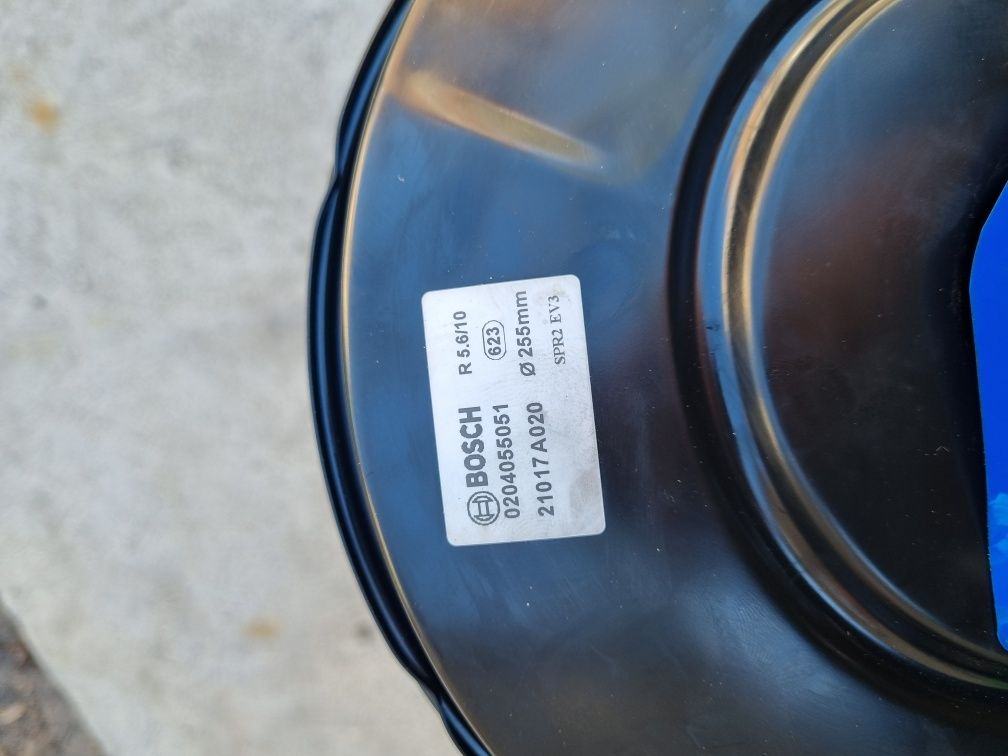 BOSCH R 5.6/10
0204055051 623
21017A020 Ø 255mm
SPR2 EV3